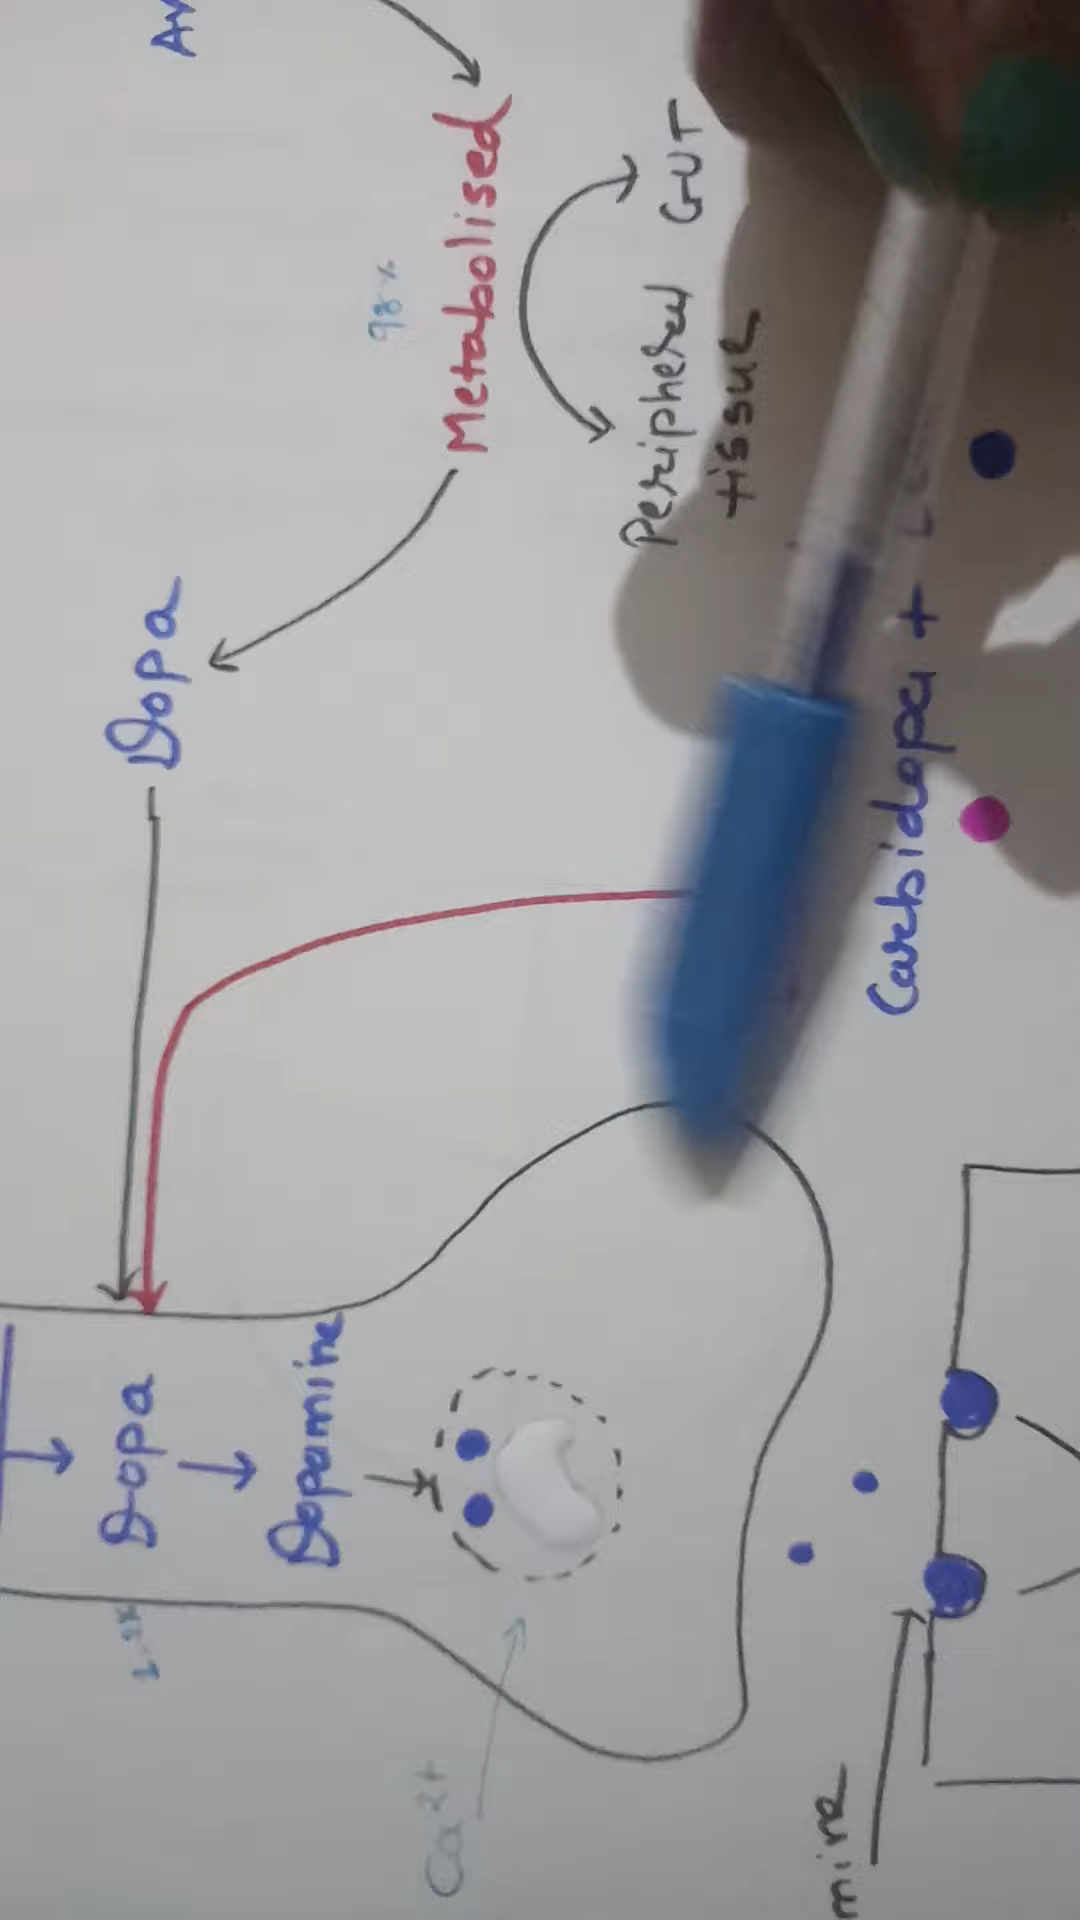 Metabolised
98%
GUT
Peripheral
tissue
Dopa
Carbidopa +
Dopa
Dopamine
Ca²⁺
mine